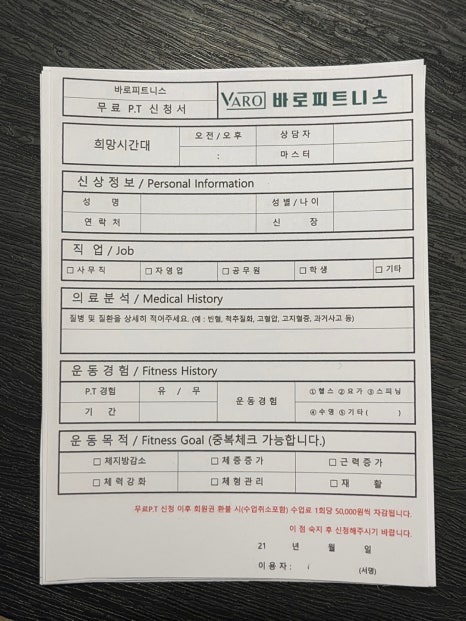 바로피트니스
무료 P.T 신청서
VARO 바로피트니스
희망시간대
오전/오후
상담자
:
마스터
신상정보 / Personal Information
성 명
성별/나이
연락처
신 장
직 업 / Job
□ 사무직 □ 자영업 □ 공무원 □ 학생 □ 기타
의료분석 / Medical History
질병 및 질환을 상세히 적어주세요. (예 : 빈혈, 척추질환, 고혈압, 고지혈증, 과거사고 등)
운동경험 / Fitness History
P.T 경험
유 / 무
운동경험
①헬스 ②요가 ③스피닝
기 간
④수영 ⑤기타 ( )
운동목적 / Fitness Goal (중복체크 가능합니다.)
□ 체지방감소 □ 체중증가 □ 근력증가
□ 체력강화 □ 체형관리 □ 재 활
무료P.T 신청 이후 회원권 환불 시(수업취소포함) 수업료 1회당 50,000원씩 차감됩니다.
이 점 숙지 후 신청해주시기 바랍니다.
21 년 월 일
이용자 : (서명)